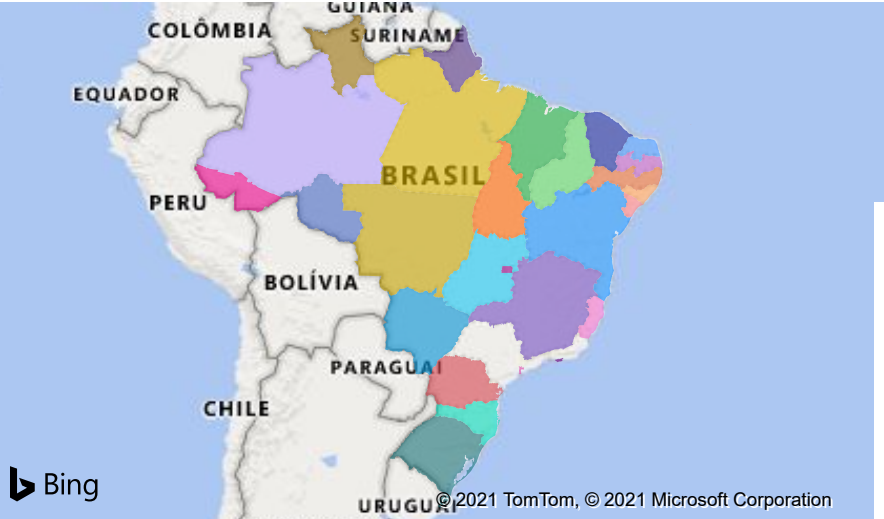 GUIANA
COLÔMBIA
SURINAME
EQUADOR
BRASIL
PERU
BOLÍVIA
PARAGUAI
CHILE
Bing
URUGUAI
© 2021 TomTom, © 2021 Microsoft Corporation